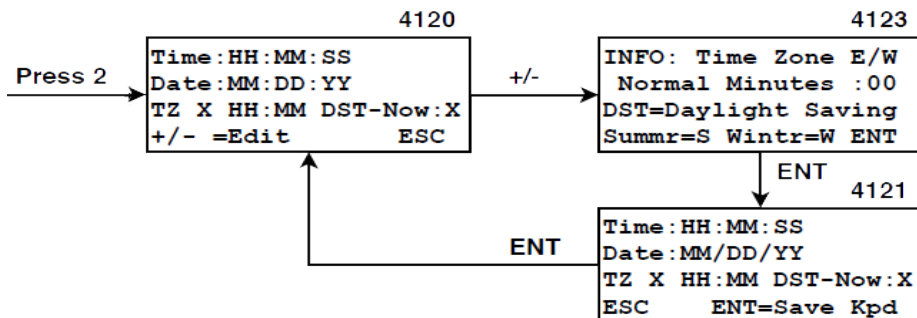 4120
Time:HH:MM:SS
Date:MM:DD:YY
TZ X HH:MM DST-Now:X
+/- =Edit ESC
Press 2
+/-
4123
INFO: Time Zone E/W
Normal Minutes :00
DST=Daylight Saving
Summr=S Wintr=W ENT
ENT
4121
Time:HH:MM:SS
Date:MM/DD/YY
TZ X HH:MM DST-Now:X
ESC ENT=Save Kpd
ENT